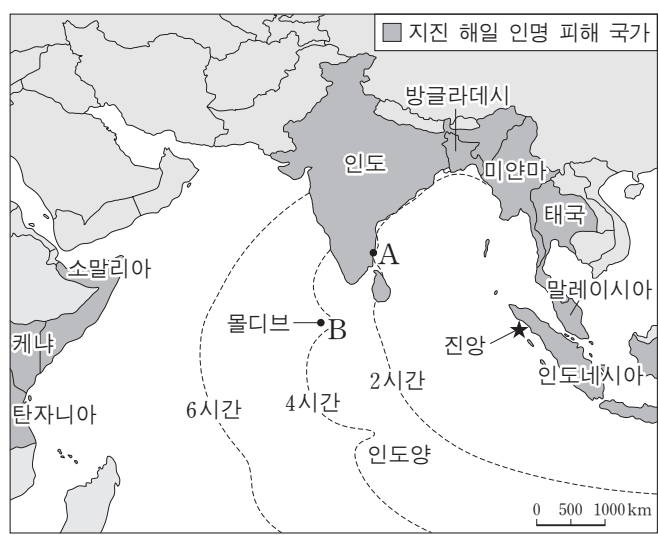 지진 해일 인명 피해 국가
방글라데시
인도
미얀마
태국
A
소말리아
말레이시아
몰디브
B
케냐
진앙
인도네시아
2시간
4시간
6시간
탄자니아
인도양
0 500 1000km